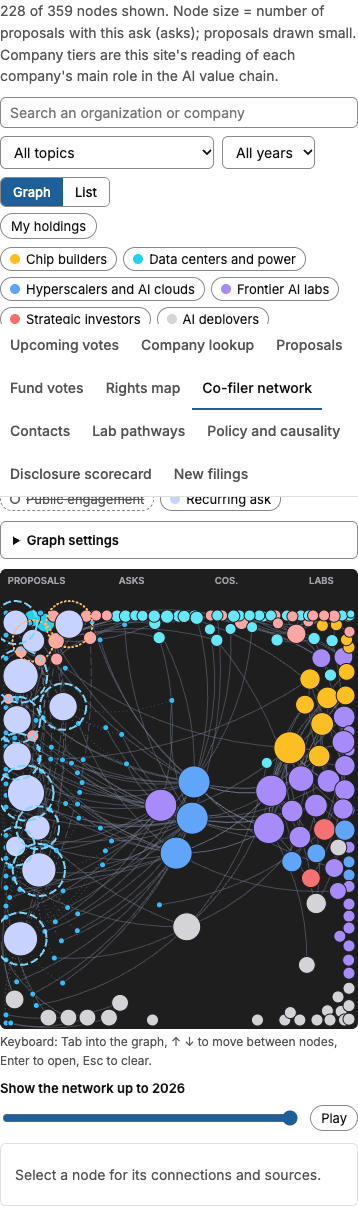 228 of 359 nodes shown. Node size = number of
proposals with this ask (asks); proposals drawn small.
Company tiers are this site's reading of each
company's main role in the AI value chain.
Search an organization or company
All topics All years
Graph List
My holdings
Chip builders Data centers and power
Hyperscalers and AI clouds Frontier AI labs
Strategic investors AI deployers
Upcoming votes Company lookup Proposals
Fund votes Rights map Co-filer network
Contacts Lab pathways Policy and causality
Disclosure scorecard New filings
Public engagement Recurring ask
Graph settings
PROPOSALS ASKS COS. LABS
Keyboard: Tab into the graph, ↑ ↓ to move between nodes,
Enter to open, Esc to clear.
Show the network up to 2026
Play
Select a node for its connections and sources.